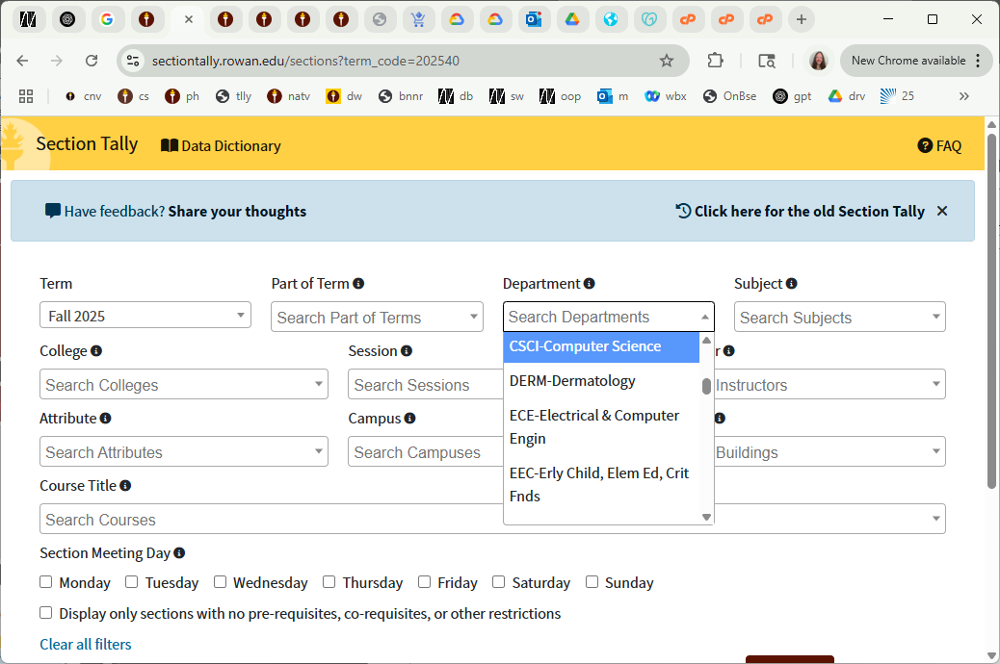 sectiontally.rowan.edu/sections?term_code=202540
New Chrome available
cnv
cs
ph
tlly
natv
dw
bnnr
db
sw
oop
m
wbx
OnBse
gpt
drv
25
Section Tally
Data Dictionary
FAQ
Have feedback? Share your thoughts
Click here for the old Section Tally
Term
Part of Term
Department
Subject
Fall 2025
Search Part of Terms
Search Departments
Search Subjects
CSCI-Computer Science
DERM-Dermatology
ECE-Electrical & Computer
Engin
EEC-Erly Child, Elem Ed, Crit
Fnds
College
Session
r
Search Colleges
Search Sessions
Instructors
Attribute
Campus
Search Attributes
Search Campuses
Buildings
Course Title
Search Courses
Section Meeting Day
Monday
Tuesday
Wednesday
Thursday
Friday
Saturday
Sunday
Display only sections with no pre-requisites, co-requisites, or other restrictions
Clear all filters